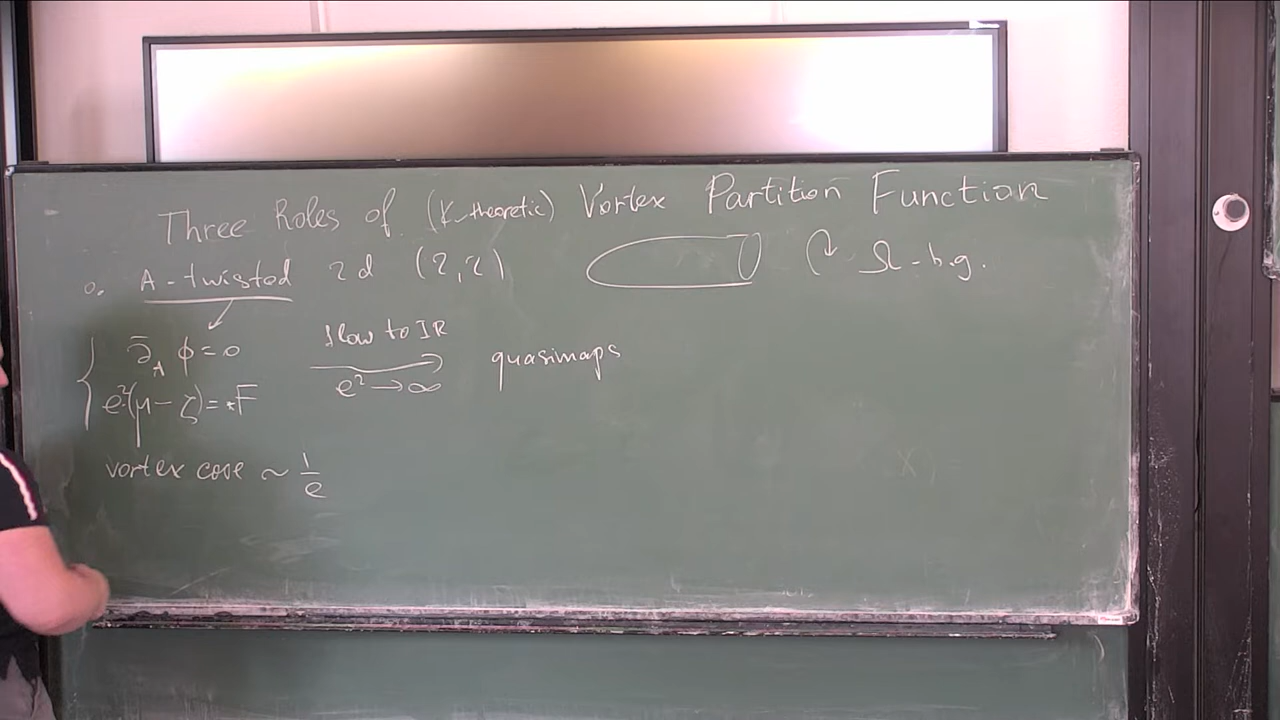 Three Roles of (K-theoretic) Vortex Partition Function
0. A-twisted 2d (2,2) Ω-b.g.
∂̄_A φ = 0 flow to IR quasimaps
e²(μ-ζ) = *F e² → ∞
vortex core ~ 1/e